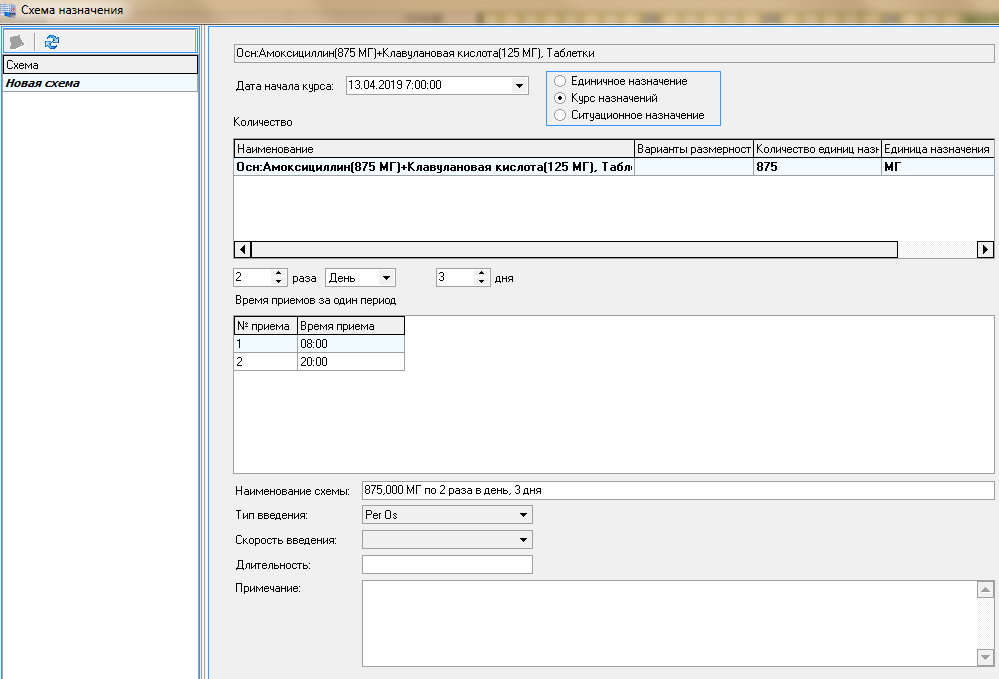 Схема назначения
Схема
Новая схема
Осн:Амоксициллин(875 МГ)+Клавулановая кислота(125 МГ), Таблетки
Дата начала курса: 13.04.2019 7:00:00
Единичное назначение
Курс назначений
Ситуационное назначение
Количество
Наименование Варианты размерност Количество единиц назн Единица назначения
Осн:Амоксициллин(875 МГ)+Клавулановая кислота(125 МГ), Табл 875 МГ
2 раза День 3 дня
Время приемов за один период
№ приема Время приема
1 08:00
2 20:00
Наименование схемы: 875,000 МГ по 2 раза в день, 3 дня
Тип введения: Per Os
Скорость введения:
Длительность:
Примечание: